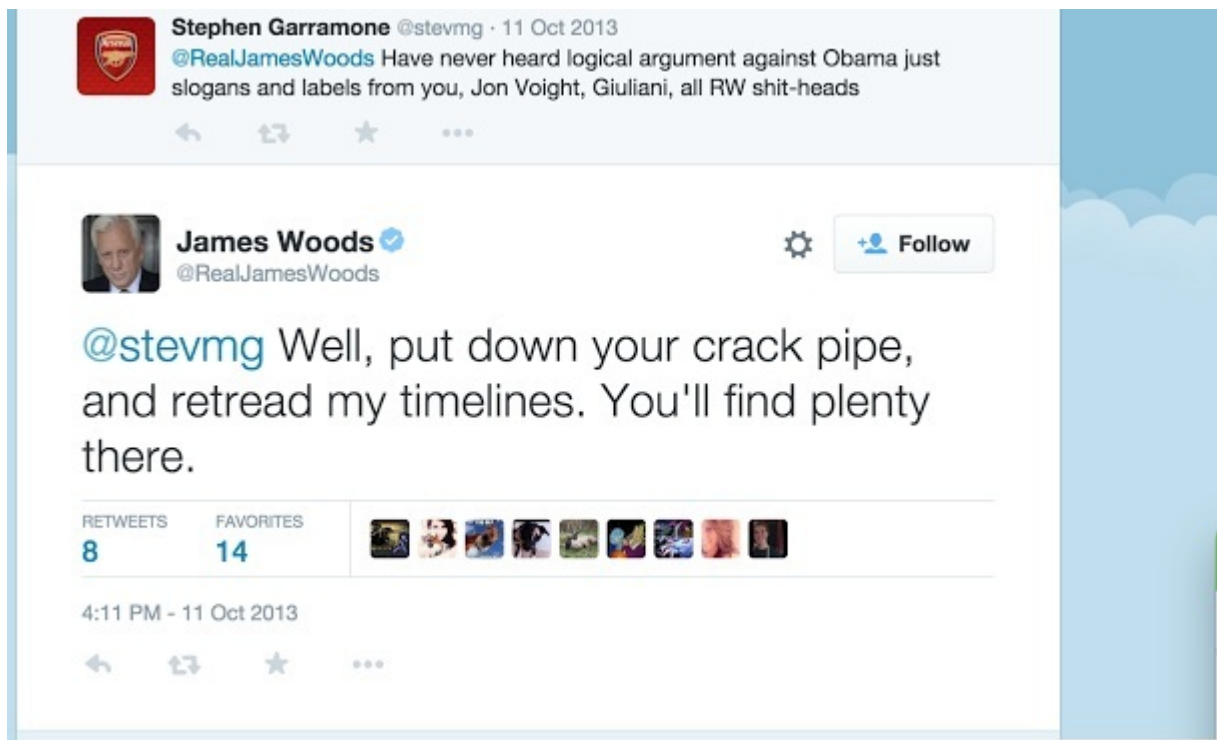 Stephen Garramone @stevmg · 11 Oct 2013
@RealJamesWoods Have never heard logical argument against Obama just
slogans and labels from you, Jon Voight, Giuliani, all RW shit-heads
James Woods
Follow
@RealJamesWoods
@stevmg Well, put down your crack pipe,
and retread my timelines. You'll find plenty
there.
RETWEETS FAVORITES
8 14
4:11 PM - 11 Oct 2013